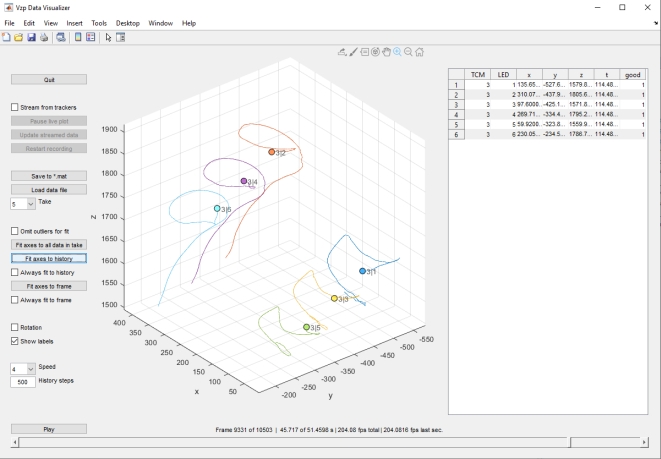 Vzp Data Visualizer
File Edit View Insert Tools Desktop Window Help
Quit
Stream from trackers
Pause live plot
Update streamed data
Restart recording
Save to *.mat
Load data file
5 Take
Omit outliers for fit
Fit axes to all data in take
Fit axes to history
Always fit to history
Fit axes to frame
Always fit to frame
Rotation
Show labels
4 Speed
500 History steps
Play
1900
1850
1800
1750
1700
1650
1600
1550
1500
z
400
350
300
250
200
150
100
50
x
-200
-250
-300
-350
-400
-450
-500
-550
y
3|2
3|4
3|6
3|1
3|3
3|5
TCM LED x y z t good
1 3 1 135.65... -527.6... 1579.8... 114.48... 1
2 3 2 310.07... -437.9... 1805.6... 114.48... 1
3 3 3 97.6000... -425.1... 1571.8... 114.48... 1
4 3 4 269.71... -334.4... 1795.2... 114.48... 1
5 3 5 59.9200... -323.8... 1559.9... 114.48... 1
6 3 6 230.05... -234.5... 1786.7... 114.48... 1
Frame 9331 of 10503 | 45.717 of 51.4598 s | 204.08 fps total | 204.0816 fps last sec.